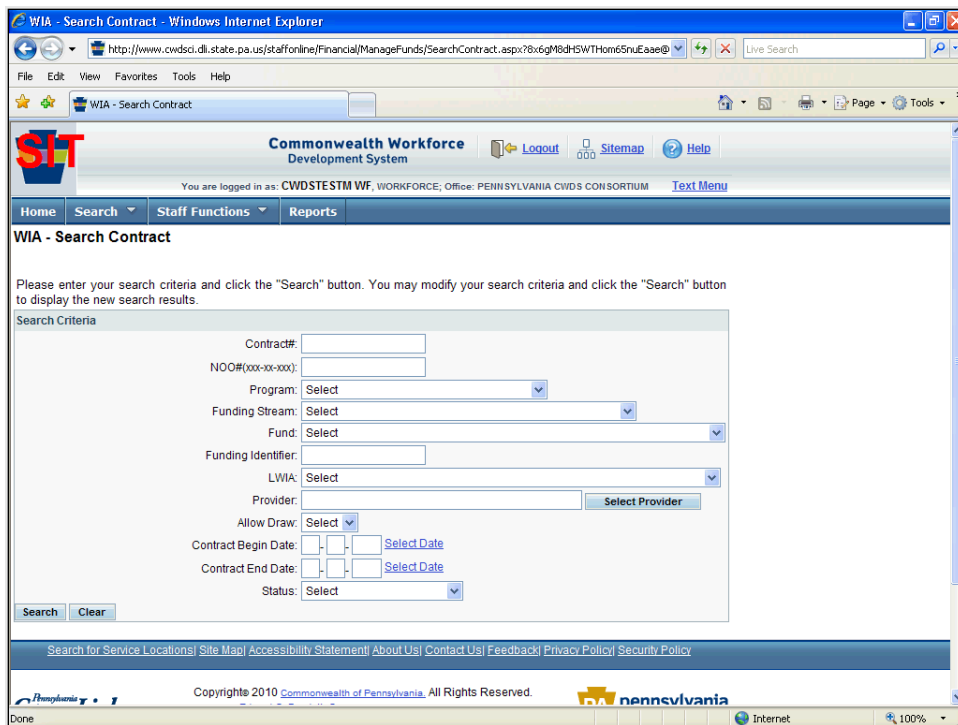 WIA - Search Contract - Windows Internet Explorer
http://www.cwdsci.dli.state.pa.us/staffonline/Financial/ManageFunds/SearchContract.aspx?8x6gM8dHSWTHom65nuEaae@
Live Search
File Edit View Favorites Tools Help
WIA - Search Contract
Page Tools
SIT
Commonwealth Workforce
Development System
Logout Sitemap Help
You are logged in as: CWDSTESTM WF, WORKFORCE; Office: PENNSYLVANIA CWDS CONSORTIUM Text Menu
Home Search Staff Functions Reports
WIA - Search Contract
Please enter your search criteria and click the "Search" button. You may modify your search criteria and click the "Search" button
to display the new search results.
Search Criteria
Contract#:
NOO#(xxx-xx-xxx):
Program: Select
Funding Stream: Select
Fund: Select
Funding Identifier:
LWIA: Select
Provider: Select Provider
Allow Draw: Select
Contract Begin Date: - - Select Date
Contract End Date: - - Select Date
Status: Select
Search Clear
Search for Service Locations| Site Map| Accessibility Statement| About Us| Contact Us| Feedback| Privacy Policy| Security Policy
Pennsylvania
Copyright© 2010 Commonwealth of Pennsylvania. All Rights Reserved.
PA pennsylvania
Done Internet 100%